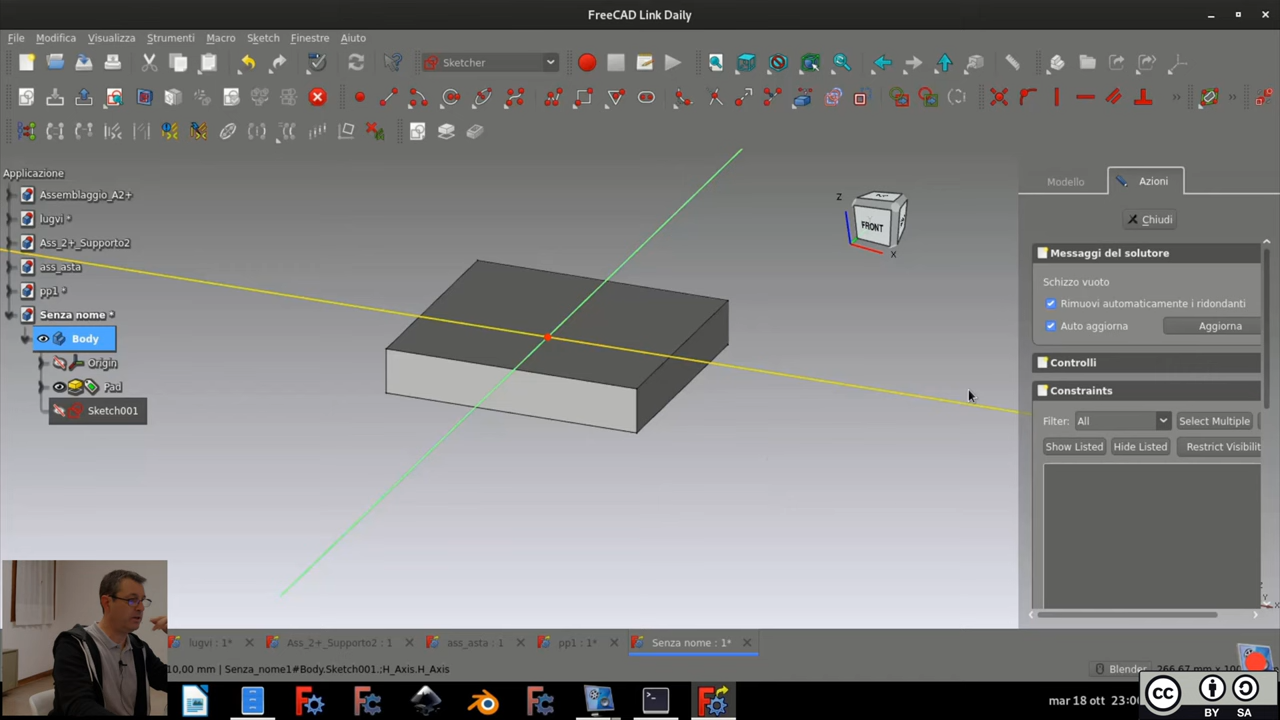 FreeCAD Link Daily
File Modifica Visualizza Strumenti Macro Sketch Finestre Aiuto
Sketcher
Applicazione
Assemblaggio_A2+
lugvi *
Ass_2+_Supporto2
ass_asta
pp1 *
Senza nome *
Body
Origin
Pad
Sketch001
Z
FRONT
X
Modello Azioni
Chiudi
Messaggi del solutore
Schizzo vuoto
Rimuovi automaticamente i ridondanti
Auto aggiorna Aggiorna
Controlli
Constraints
Filter: All Select Multiple
Show Listed Hide Listed Restrict Visibilit
lugvi : 1* Ass_2+_Supporto2 : 1 ass_asta : 1 pp1 : 1* Senza nome : 1*
10,00 mm) Senza_nome1#Body.Sketch001.:H_Axis.H_Axis
Blender
mar 18 ott
CC BY SA